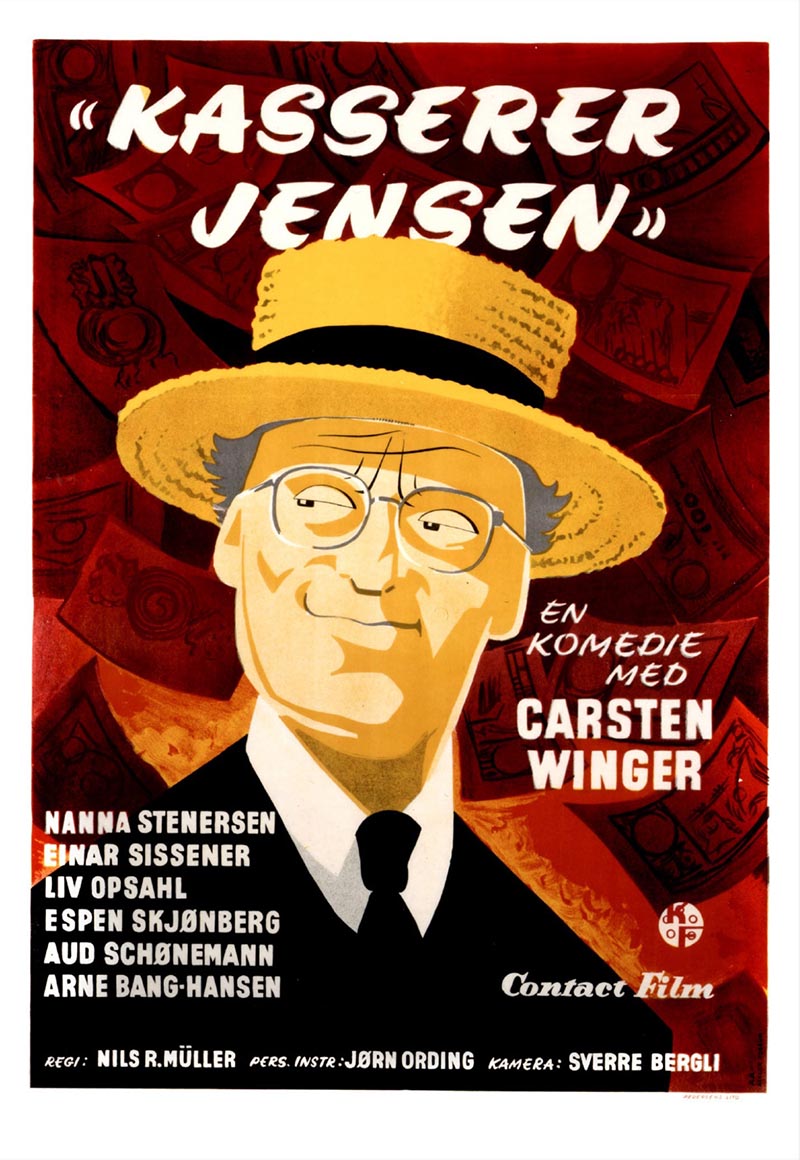 «KASSERER
JENSEN»
EN
KOMEDIE
MED
CARSTEN
WINGER
NANNA STENERSEN
EINAR SISSENER
LIV OPSAHL
ESPEN SKJØNBERG
AUD SCHØNEMANN
ARNE BANG-HANSEN
Contact Film
REGI: NILS R. MÜLLER PERS. INSTR.: JØRN ORDING KAMERA: SVERRE BERGLI
100